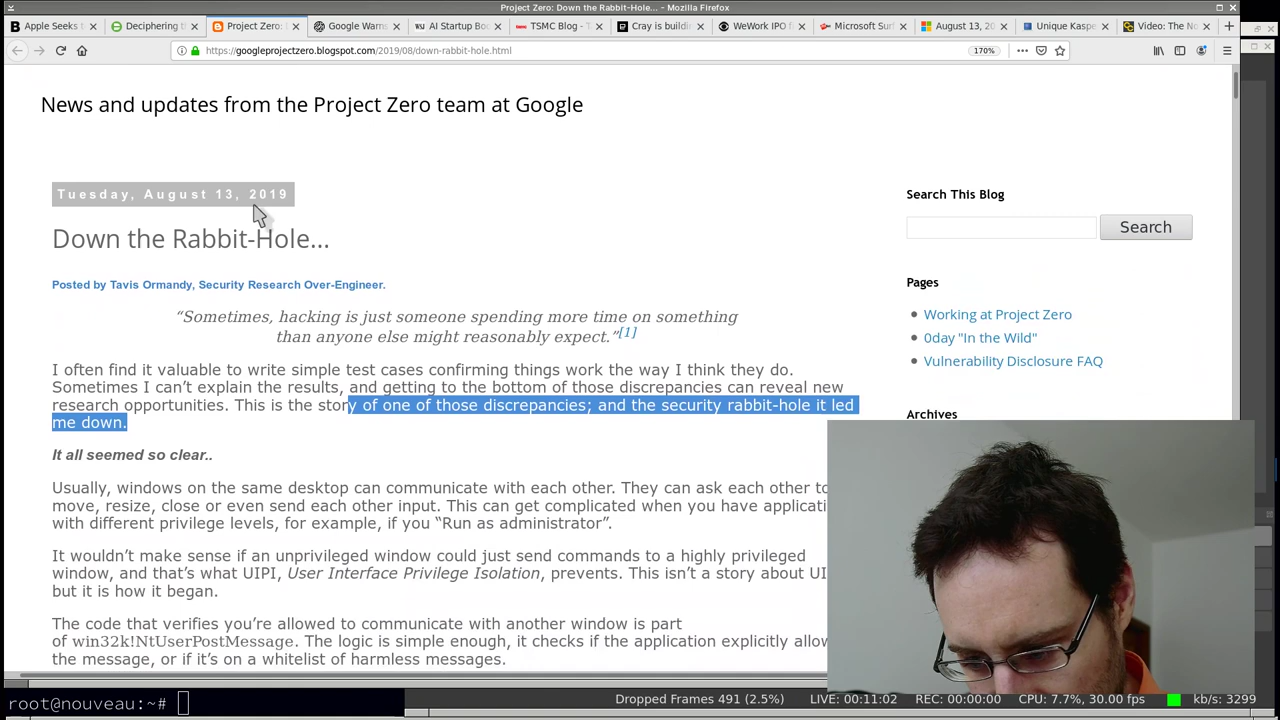 Project Zero: Down the Rabbit-Hole... - Mozilla Firefox
Apple Seeks t
Deciphering th
Project Zero:
Google Warns
AI Startup Boo
TSMC Blog - T
Cray is buildin
WeWork IPO f
Microsoft Surf
August 13, 20
Unique Kaspe
Video: The No
https://googleprojectzero.blogspot.com/2019/08/down-rabbit-hole.html
170%
News and updates from the Project Zero team at Google
Tuesday, August 13, 2019
Down the Rabbit-Hole...
Posted by Tavis Ormandy, Security Research Over-Engineer.
“Sometimes, hacking is just someone spending more time on something
than anyone else might reasonably expect.”[1]
I often find it valuable to write simple test cases confirming things work the way I think they do.
Sometimes I can’t explain the results, and getting to the bottom of those discrepancies can reveal new
research opportunities. This is the story of one of those discrepancies; and the security rabbit-hole it led
me down.
It all seemed so clear..
Usually, windows on the same desktop can communicate with each other. They can ask each other to
move, resize, close or even send each other input. This can get complicated when you have applicati
with different privilege levels, for example, if you “Run as administrator”.
It wouldn’t make sense if an unprivileged window could just send commands to a highly privileged
window, and that’s what UIPI, User Interface Privilege Isolation, prevents. This isn’t a story about UI
but it is how it began.
The code that verifies you’re allowed to communicate with another window is part
of win32k!NtUserPostMessage. The logic is simple enough, it checks if the application explicitly allow
the message, or if it’s on a whitelist of harmless messages.
Search This Blog
Search
Pages
Working at Project Zero
0day "In the Wild"
Vulnerability Disclosure FAQ
Archives
root@nouveau:~#
Dropped Frames 491 (2.5%)
LIVE: 00:11:02
REC: 00:00:00
CPU: 7.7%, 30.00 fps
kb/s: 3299